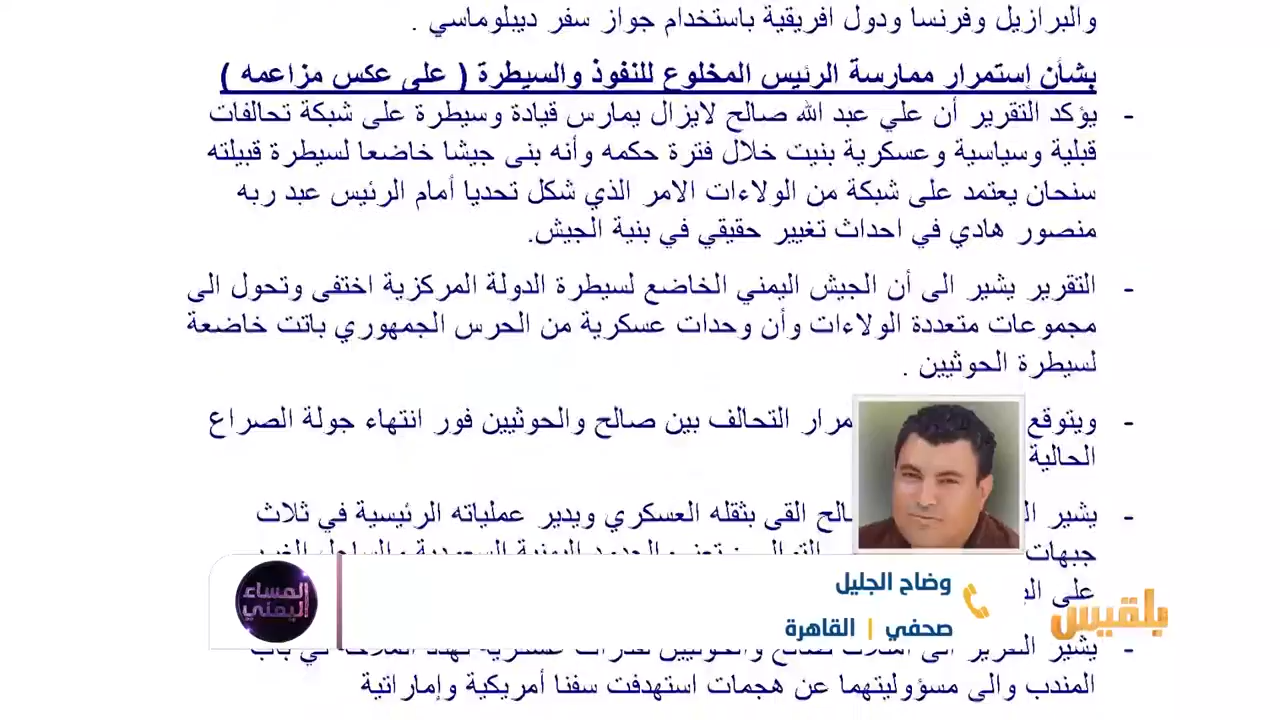 والبرازيل وفرنسا ودول افريقية باستخدام جواز سفر ديبلوماسي .
بشأن إستمرار ممارسة الرئيس المخلوع للنفوذ والسيطرة ( على عكس مزاعمه )
- يؤكد التقرير أن علي عبد الله صالح لايزال يمارس قيادة وسيطرة على شبكة تحالفات
قبلية وسياسية وعسكرية بنيت خلال فترة حكمه وأنه بنى جيشا خاضعا لسيطرة قبيلته
سنحان يعتمد على شبكة من الولاءات الامر الذي شكل تحديا أمام الرئيس عبد ربه
منصور هادي في احداث تغيير حقيقي في بنية الجيش.
- التقرير يشير الى أن الجيش اليمني الخاضع لسيطرة الدولة المركزية اختفى وتحول الى
مجموعات متعددة الولاءات وأن وحدات عسكرية من الحرس الجمهوري باتت خاضعة
لسيطرة الحوثيين .
- ويتوقع التحالف بين صالح والحوثيين فور انتهاء جولة الصراع
الحالية
- يشير القى بثقله العسكري ويدير عملياته الرئيسية في ثلاث
جبهات
على
وضاح الجليل
صحفي | القاهرة
المساء
اليمني
بلقيس
- يشير
المندب والى مسؤوليتهما عن هجمات استهدفت سفنا أمريكية وإماراتية